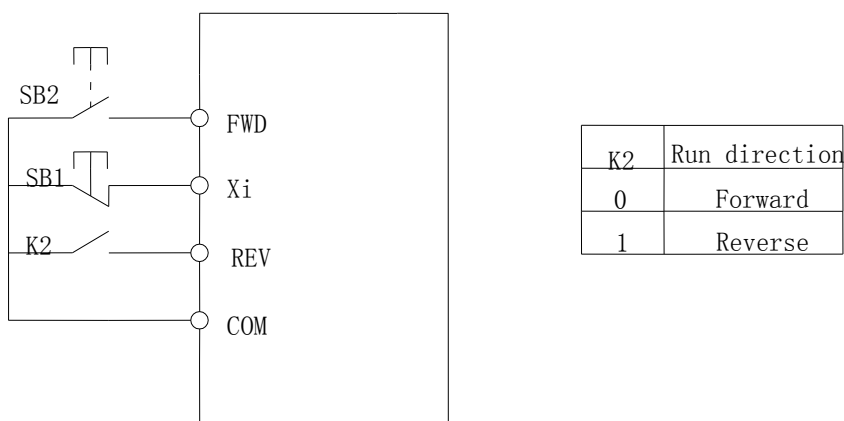 SB2
FWD
SB1
Xi
K2
REV
COM
K2 Run direction
0 Forward
1 Reverse